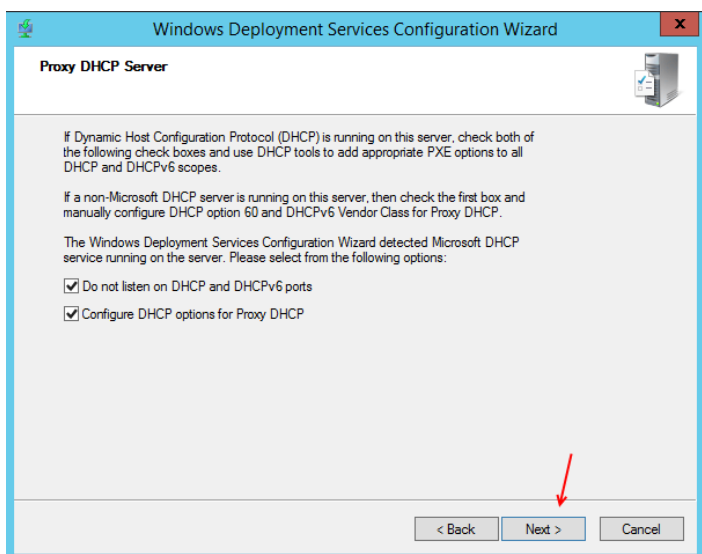 Windows Deployment Services Configuration Wizard
x
Proxy DHCP Server
If Dynamic Host Configuration Protocol (DHCP) is running on this server, check both of
the following check boxes and use DHCP tools to add appropriate PXE options to all
DHCP and DHCPv6 scopes.
If a non-Microsoft DHCP server is running on this server, then check the first box and
manually configure DHCP option 60 and DHCPv6 Vendor Class for Proxy DHCP.
The Windows Deployment Services Configuration Wizard detected Microsoft DHCP
service running on the server. Please select from the following options:
Do not listen on DHCP and DHCPv6 ports
Configure DHCP options for Proxy DHCP
< Back Next > Cancel